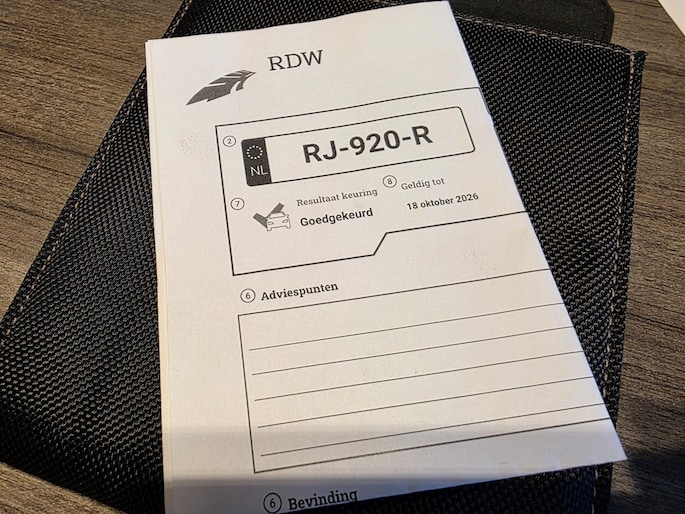 RDW
2
NL
RJ-920-R
7
Resultaat keuring
Goedgekeurd
8
Geldig tot
18 oktober 2026
6 Adviespunten
6 Bevinding